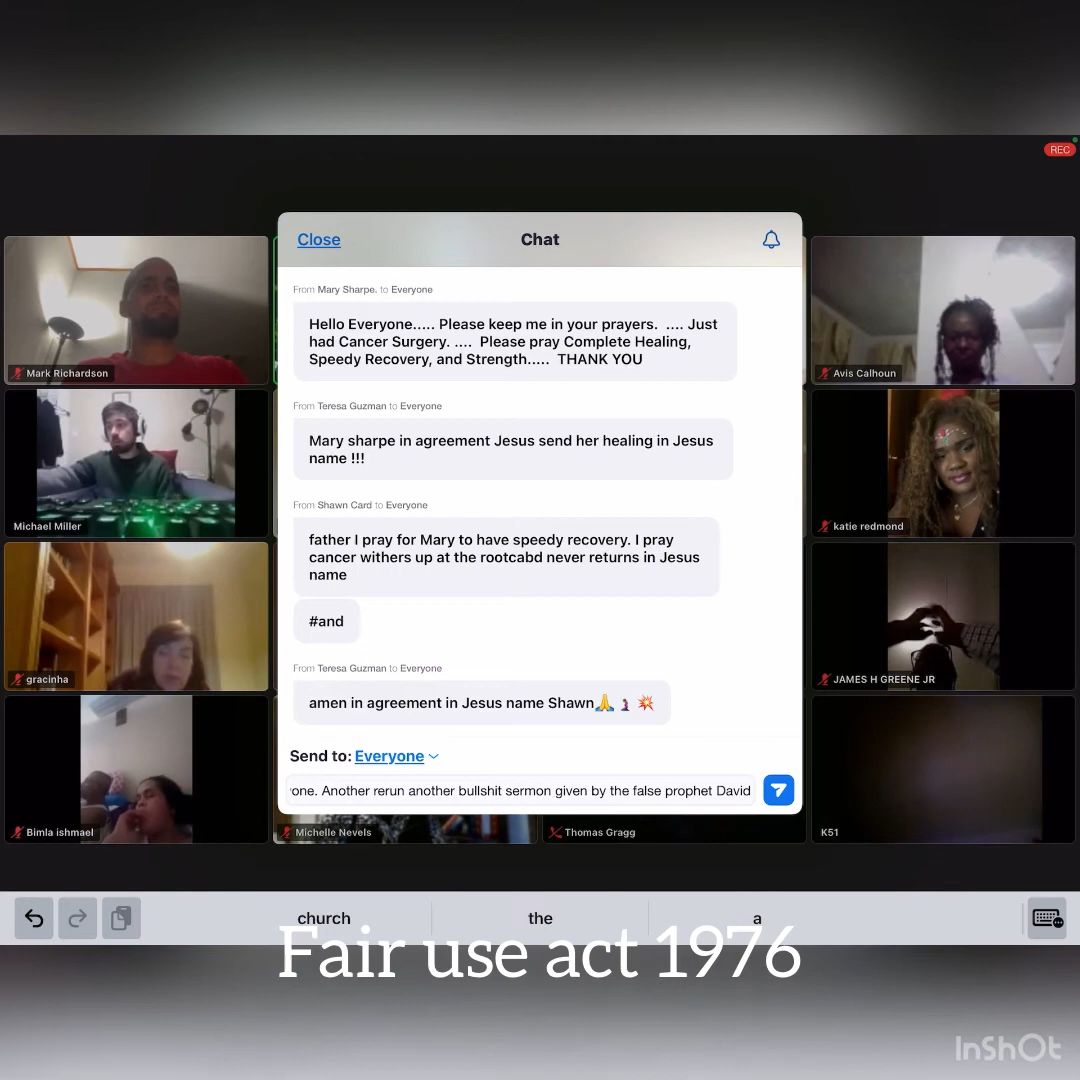 REC
Close
Chat
From Mary Sharpe. to Everyone
Hello Everyone..... Please keep me in your prayers. .... Just
had Cancer Surgery. .... Please pray Complete Healing,
Speedy Recovery, and Strength..... THANK YOU
From Teresa Guzman to Everyone
Mary sharpe in agreement Jesus send her healing in Jesus
name !!!
From Shawn Card to Everyone
father I pray for Mary to have speedy recovery. I pray
cancer withers up at the rootcabd never returns in Jesus
name
#and
From Teresa Guzman to Everyone
amen in agreement in Jesus name Shawn🙏🧎‍♀️💥
Send to: Everyone
one. Another rerun another bullshit sermon given by the false prophet David
Mark Richardson
Avis Calhoun
Michael Miller
katie redmond
gracinha
JAMES H GREENE JR
Bimla ishmael
Michelle Nevels
Thomas Gragg
K51
church
the
a
Fair use act 1976
InShOt